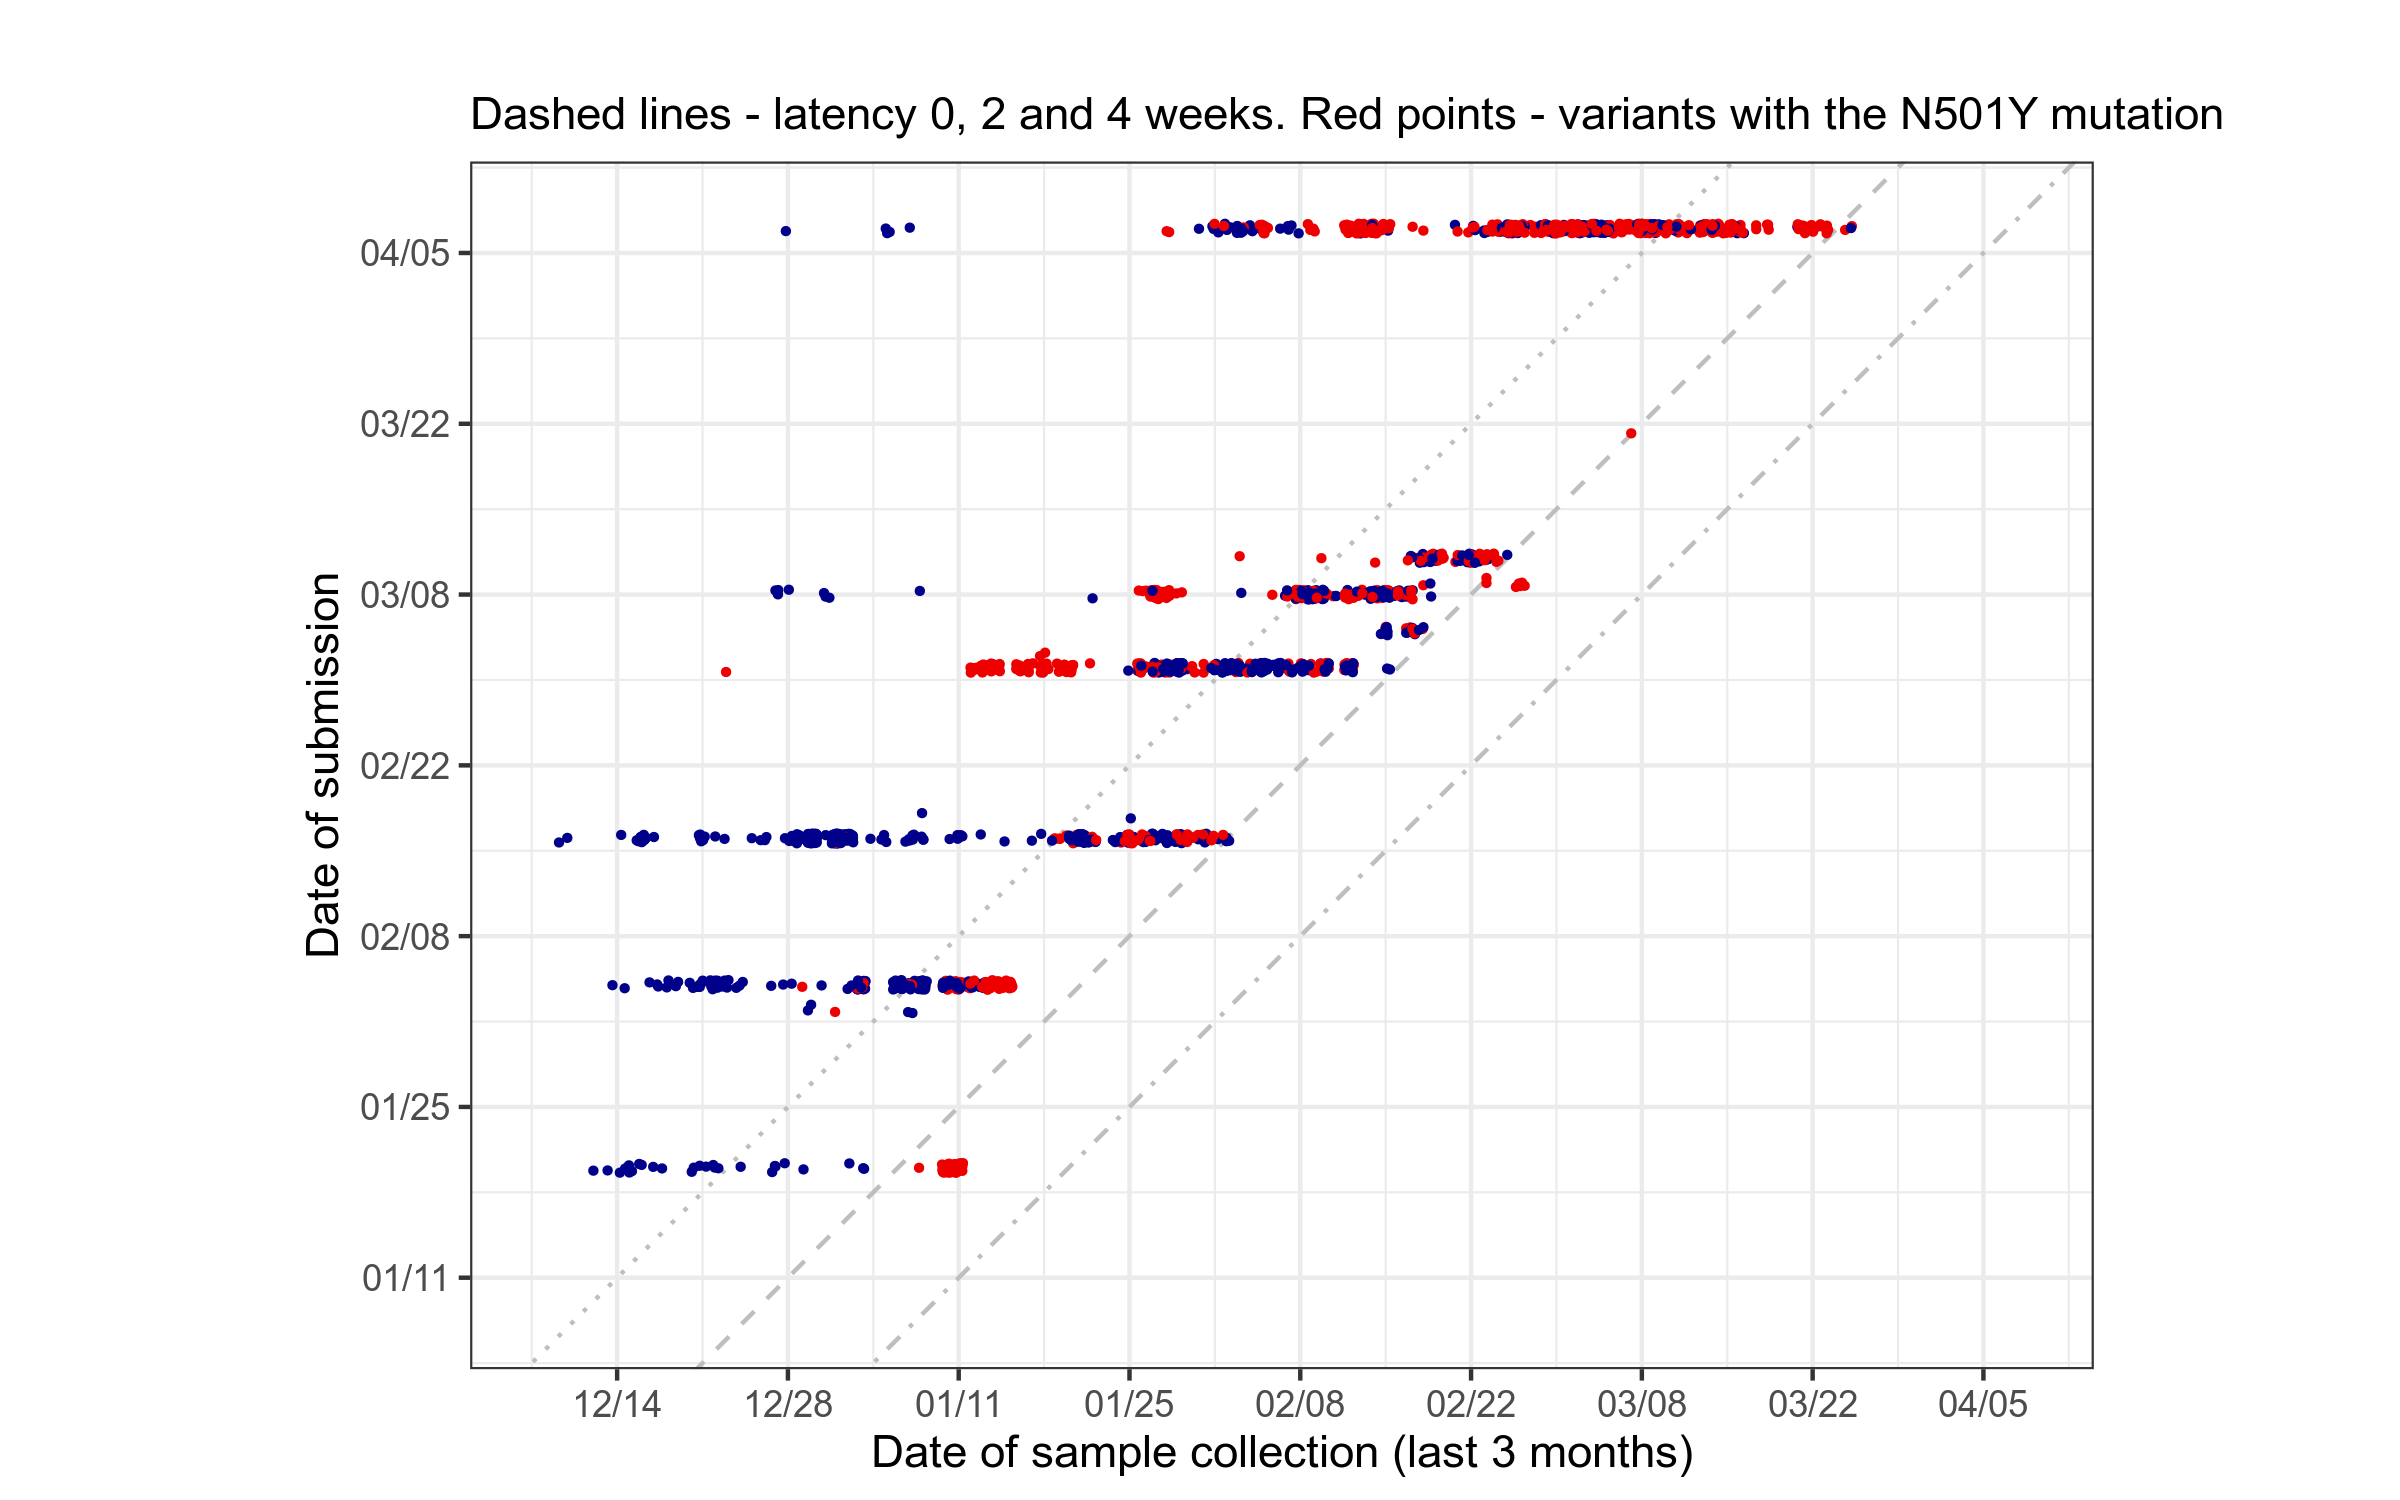 Dashed lines - latency 0, 2 and 4 weeks. Red points - variants with the N501Y mutation
Date of submission
04/05
03/22
03/08
02/22
02/08
01/25
01/11
12/14 12/28 01/11 01/25 02/08 02/22 03/08 03/22 04/05
Date of sample collection (last 3 months)